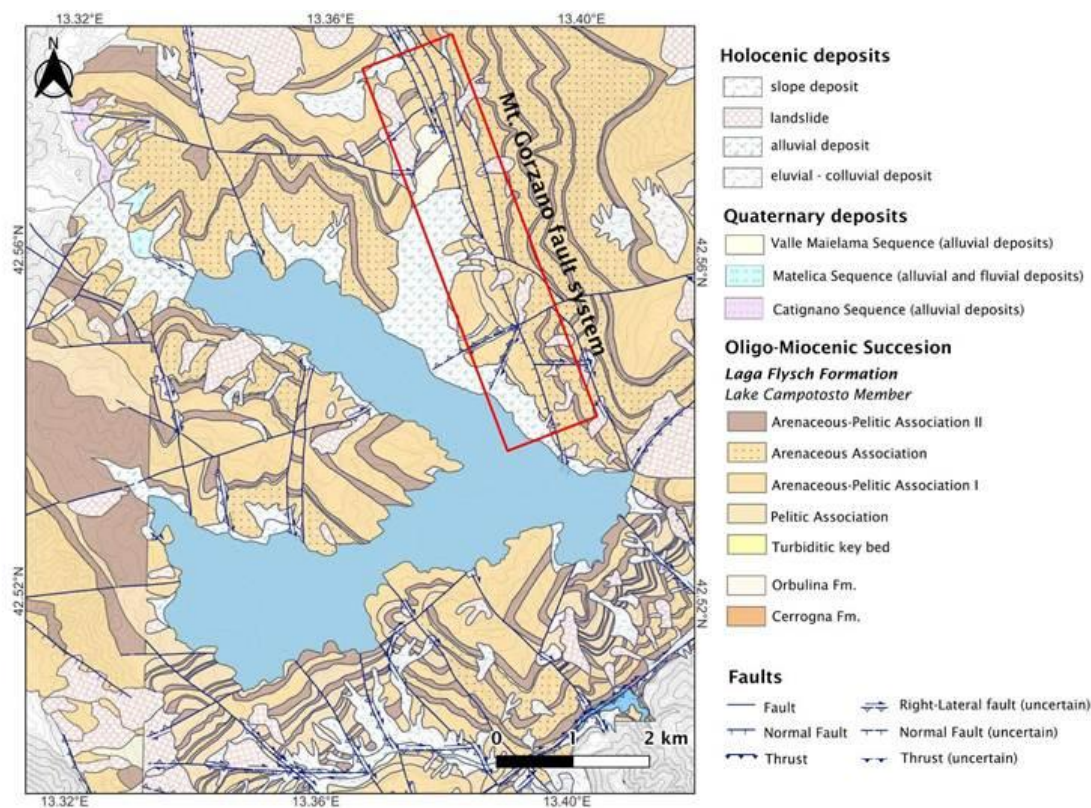 13.32°E 13.36°E 13.40°E
N
42.56°N
42.56°N
Mt. Gorzano fault system
42.52°N
42.52°N
0 1 2 km
13.32°E 13.36°E 13.40°E
Holocenic deposits
slope deposit
landslide
alluvial deposit
eluvial - colluvial deposit
Quaternary deposits
Valle Maielama Sequence (alluvial deposits)
Matelica Sequence (alluvial and fluvial deposits)
Catignano Sequence (alluvial deposits)
Oligo-Miocenic Succesion
Laga Flysch Formation
Lake Campotosto Member
Arenaceous-Pelitic Association II
Arenaceous Association
Arenaceous-Pelitic Association I
Pelitic Association
Turbiditic key bed
Orbulina Fm.
Cerrogna Fm.
Faults
Fault
Right-Lateral fault (uncertain)
Normal Fault
Normal Fault (uncertain)
Thrust
Thrust (uncertain)